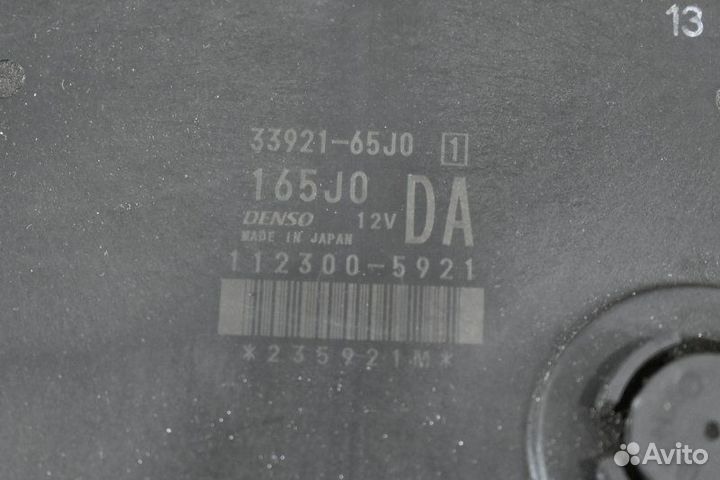 13
33921-65J0 1
165J0 DA
DENSO 12V
MADE IN JAPAN
112300-5921
*235921M*
Avito